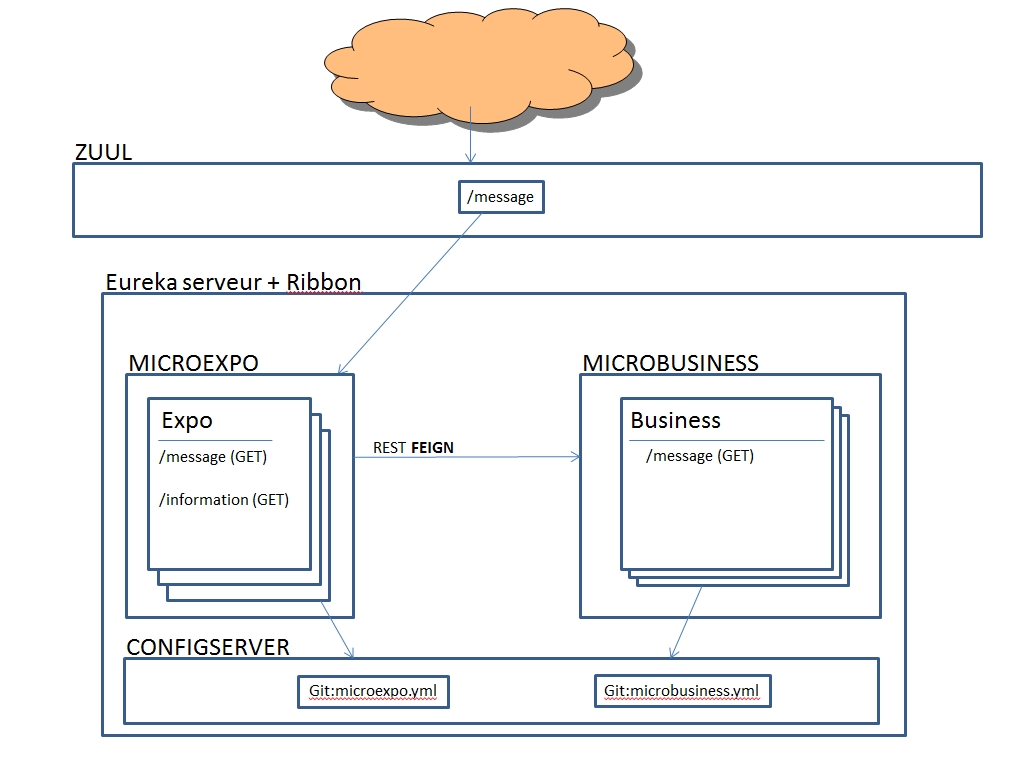 ZUUL
/message
Eureka serveur + Ribbon
MICROEXPO
MICROBUSINESS
Expo
/message (GET)
/information (GET)
REST FEIGN
Business
/message (GET)
CONFIGSERVER
Git:microexpo.yml
Git:microbusiness.yml